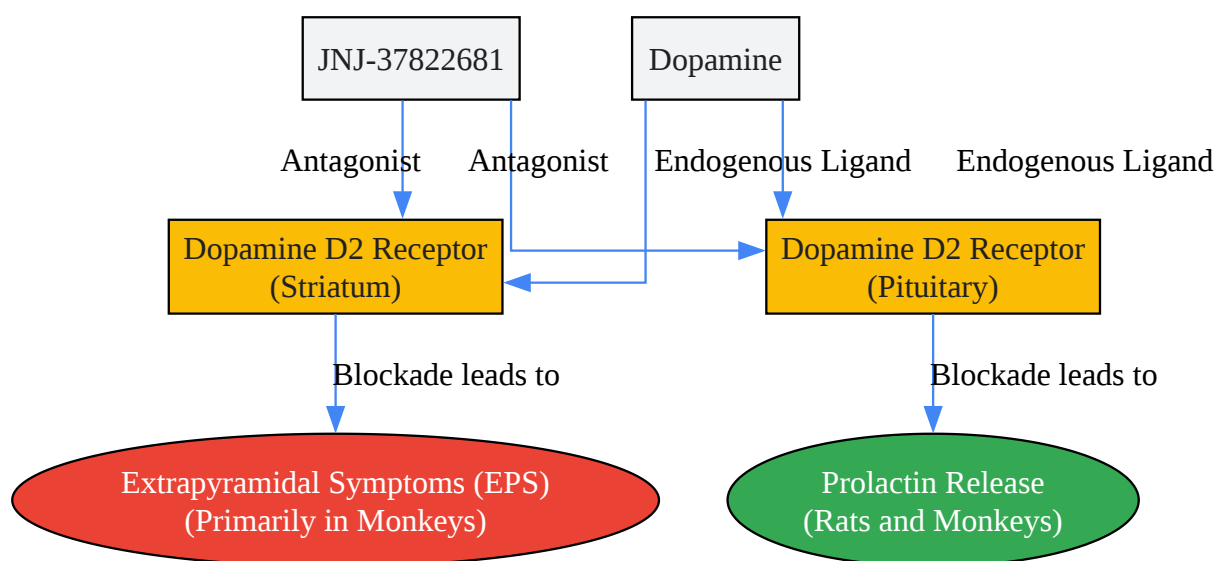 JNJ-37822681
Dopamine
Antagonist
Antagonist
Endogenous Ligand
Endogenous Ligand
Dopamine D2 Receptor
(Striatum)
Dopamine D2 Receptor
(Pituitary)
Blockade leads to
Blockade leads to
Extrapyramidal Symptoms (EPS)
(Primarily in Monkeys)
Prolactin Release
(Rats and Monkeys)